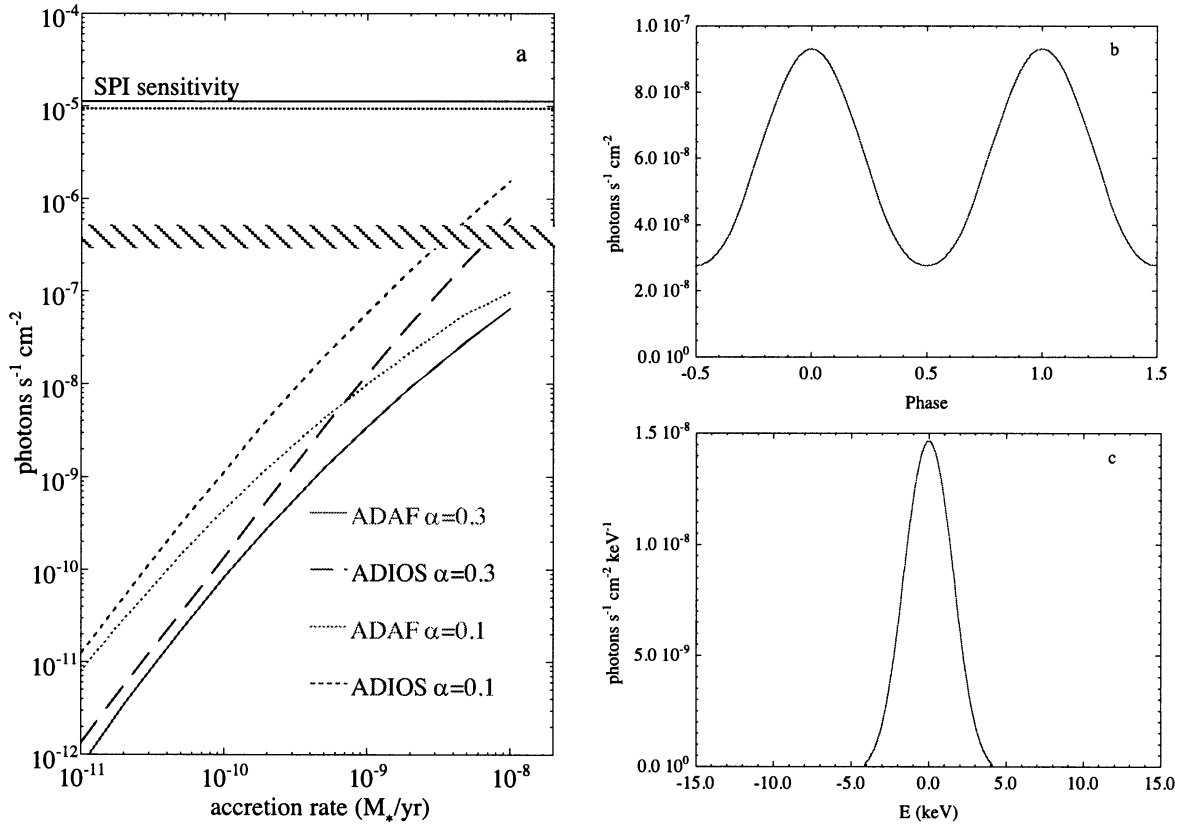 10⁻⁴
a
SPI sensitivity
10⁻⁵
10⁻⁶
10⁻⁷
10⁻⁸
10⁻⁹
10⁻¹⁰
10⁻¹¹
10⁻¹²
photons s⁻¹ cm⁻²
ADAF α=0.3
ADIOS α=0.3
ADAF α=0.1
ADIOS α=0.1
10⁻¹¹ 10⁻¹⁰ 10⁻⁹ 10⁻⁸
accretion rate (M*/yr)
1.0 10⁻⁷
b
8.0 10⁻⁸
6.0 10⁻⁸
4.0 10⁻⁸
2.0 10⁻⁸
0.0 10⁰
photons s⁻¹ cm⁻²
-0.5 0.0 0.5 1.0 1.5
Phase
1.5 10⁻⁸
c
1.0 10⁻⁸
5.0 10⁻⁹
0.0 10⁰
photons s⁻¹ cm⁻² keV⁻¹
-15.0 -10.0 -5.0 0.0 5.0 10.0 15.0
E (keV)